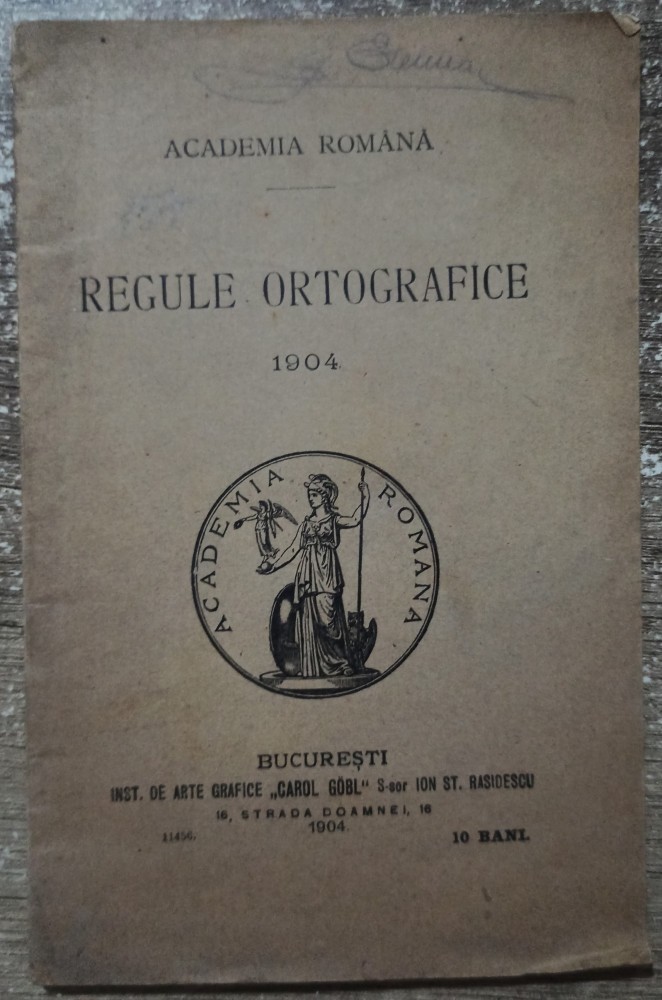 ACADEMIA ROMÂNĂ
REGULE ORTOGRAFICE
1904
ACADEMIA ROMANA
BUCUREȘTI
INST. DE ARTE GRAFICE „CAROL GÖBL“ S-sor ION ST. RASIDESCU
16, STRADA DOAMNEI, 16
1904.
11456.
10 BANI.